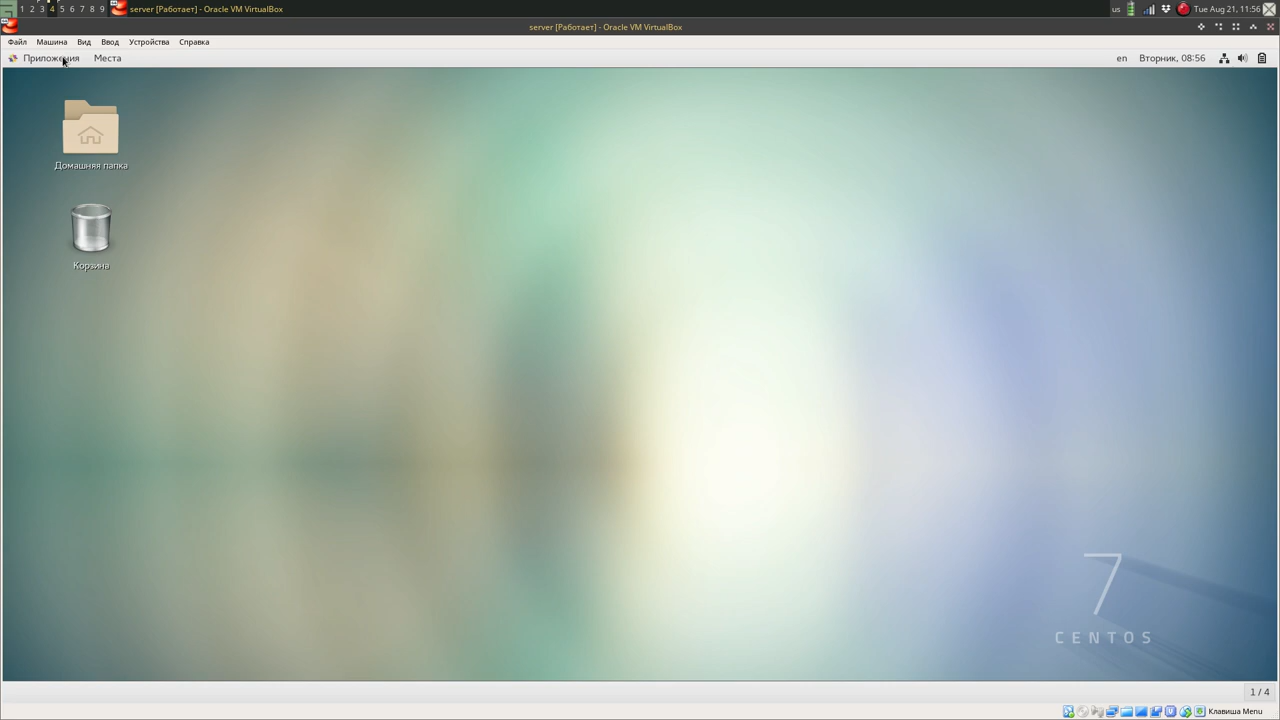 1 2 3 4 5 6 7 8 9 server [Работает] - Oracle VM VirtualBox us Tue Aug 21, 11:56
server [Работает] - Oracle VM VirtualBox
Файл Машина Вид Ввод Устройства Справка
Приложения Места en Вторник, 08:56
Домашняя папка
Корзина
7
CENTOS
1 / 4
Клавиша Menu